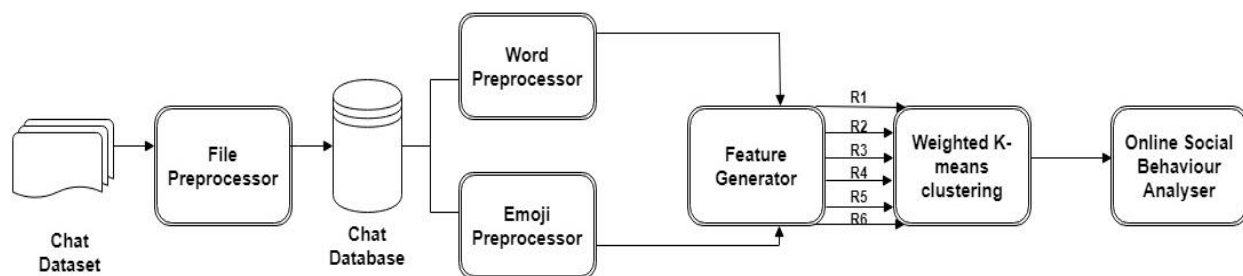 Chat
Dataset
File
Preprocessor
Chat
Database
Word
Preprocessor
Emoji
Preprocessor
Feature
Generator
R1
R2
R3
R4
R5
R6
Weighted K-
means
clustering
Online Social
Behaviour
Analyser